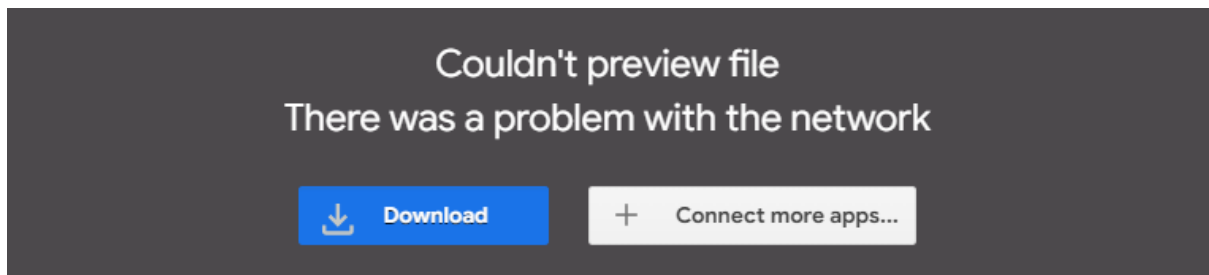 Couldn't preview file
There was a problem with the network
Download
Connect more apps...